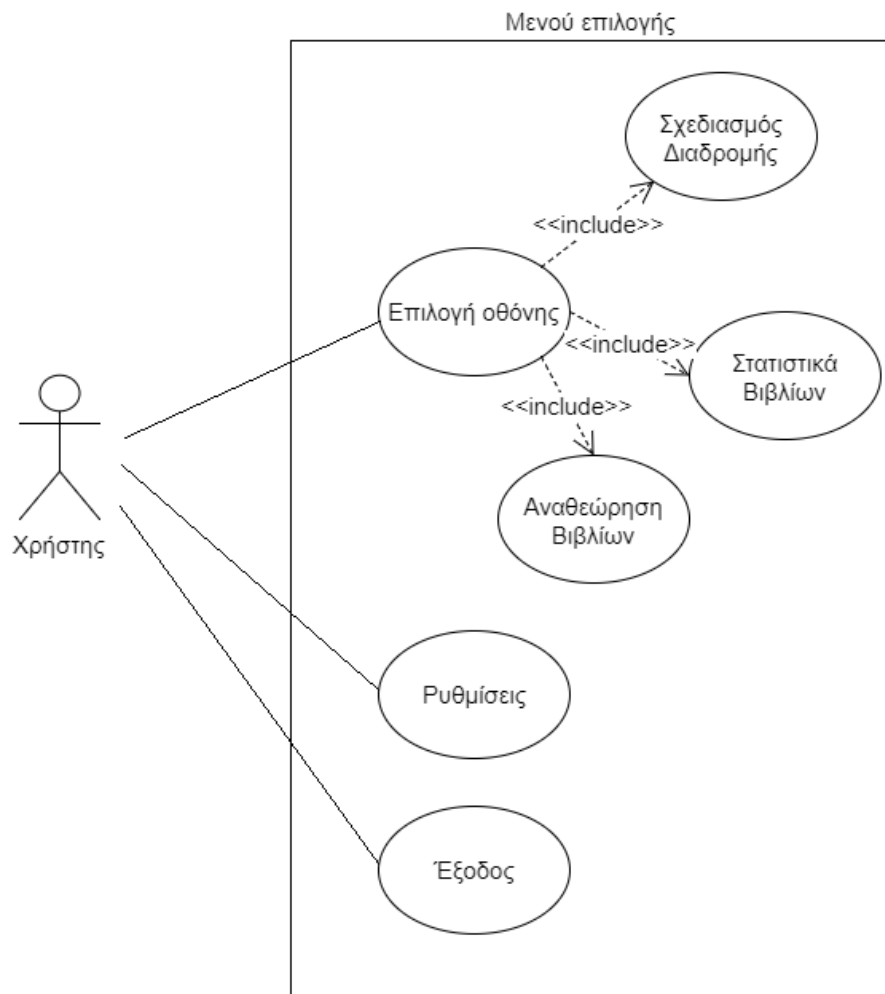 Μενού επιλογής
Σχεδιασμός
Διαδρομής
<<include>>
Επιλογή οθόνης
<<include>>
Στατιστικά
Βιβλίων
<<include>>
Αναθεώρηση
Βιβλίων
Χρήστης
Ρυθμίσεις
Έξοδος